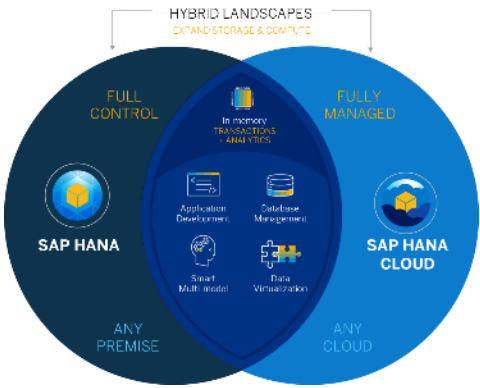 HYBRID LANDSCAPES
EXPAND STORAGE & COMPUTE
FULL
CONTROL
FULLY
MANAGED
In memory
TRANSACTIONS
+ ANALYTICS
Application
Development
Database
Management
SAP HANA
SAP HANA
CLOUD
Smart
Multi-model
Data
Virtualization
ANY
PREMISE
ANY
CLOUD